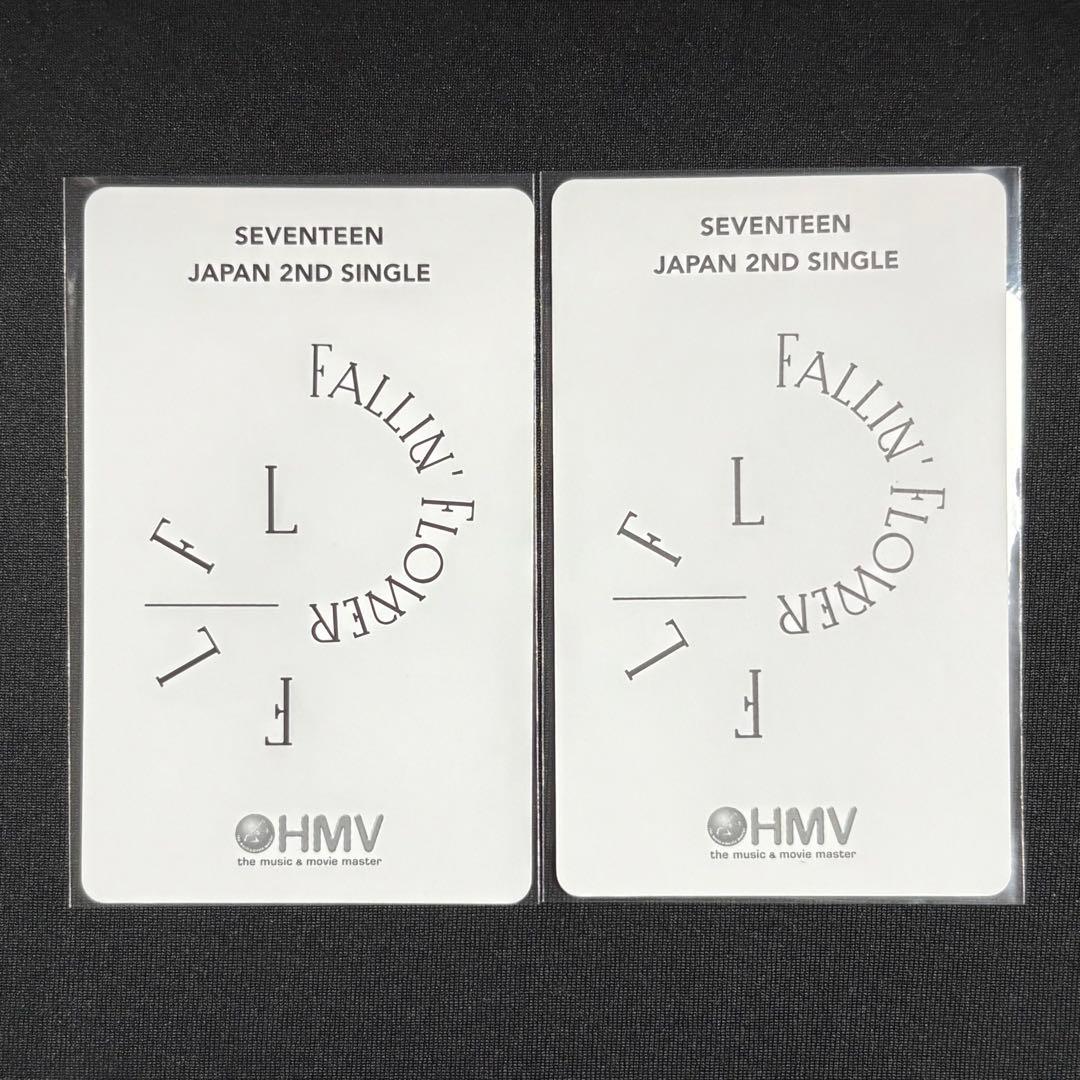 SEVENTEEN
JAPAN 2ND SINGLE
FALLIN' FLOWER
L
F
L
F
HMV
the music & movie master
SEVENTEEN
JAPAN 2ND SINGLE
FALLIN' FLOWER
L
F
L
F
HMV
the music & movie master